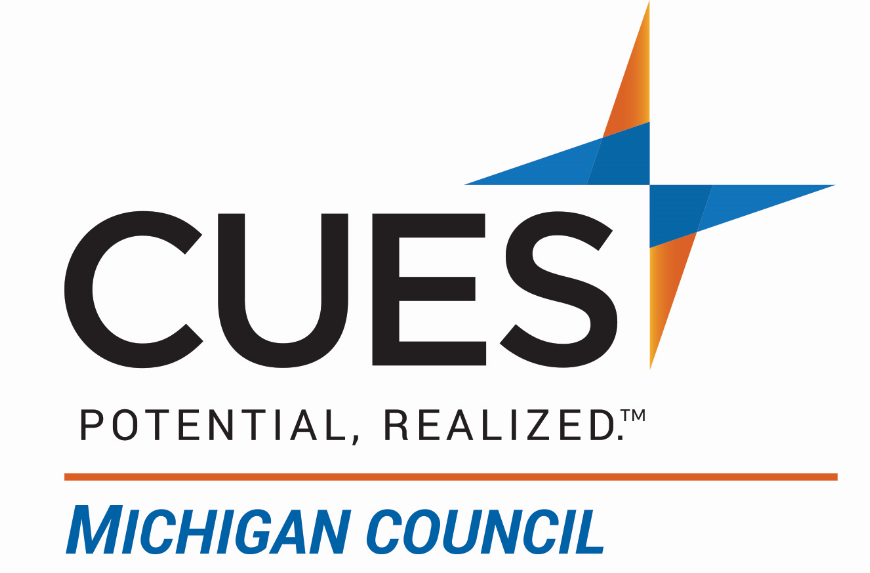 CUES
POTENTIAL, REALIZED.™
MICHIGAN COUNCIL